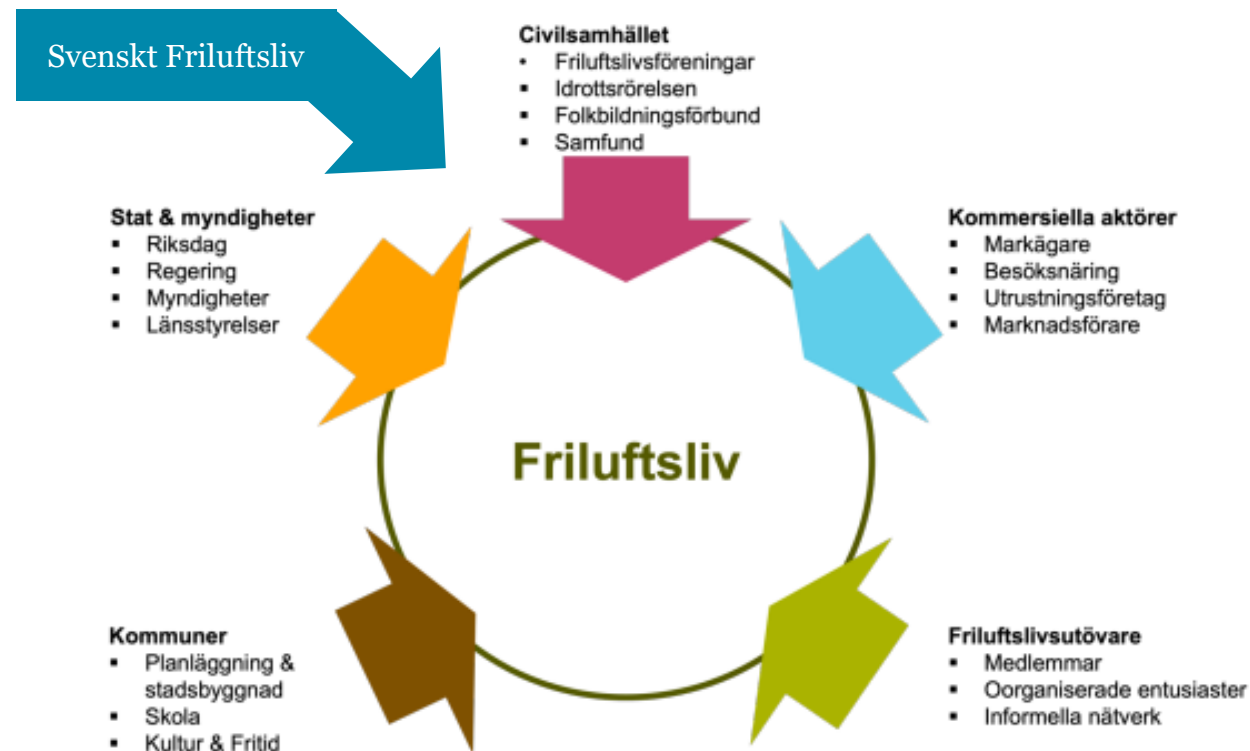 Svenskt Friluftsliv
Civilsamhället
• Friluftslivsföreningar
▪ Idrottsrörelsen
▪ Folkbildningsförbund
▪ Samfund
Stat & myndigheter
▪ Riksdag
▪ Regering
▪ Myndigheter
▪ Länsstyrelser
Kommersiella aktörer
▪ Markägare
▪ Besöksnäring
▪ Utrustningsföretag
▪ Marknadsförare
Friluftsliv
Kommuner
▪ Planläggning &
stadsbyggnad
▪ Skola
▪ Kultur & Fritid
Friluftslivsutövare
▪ Medlemmar
▪ Oorganiserade entusiaster
▪ Informella nätverk